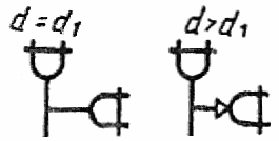 d = d₁
d > d₁